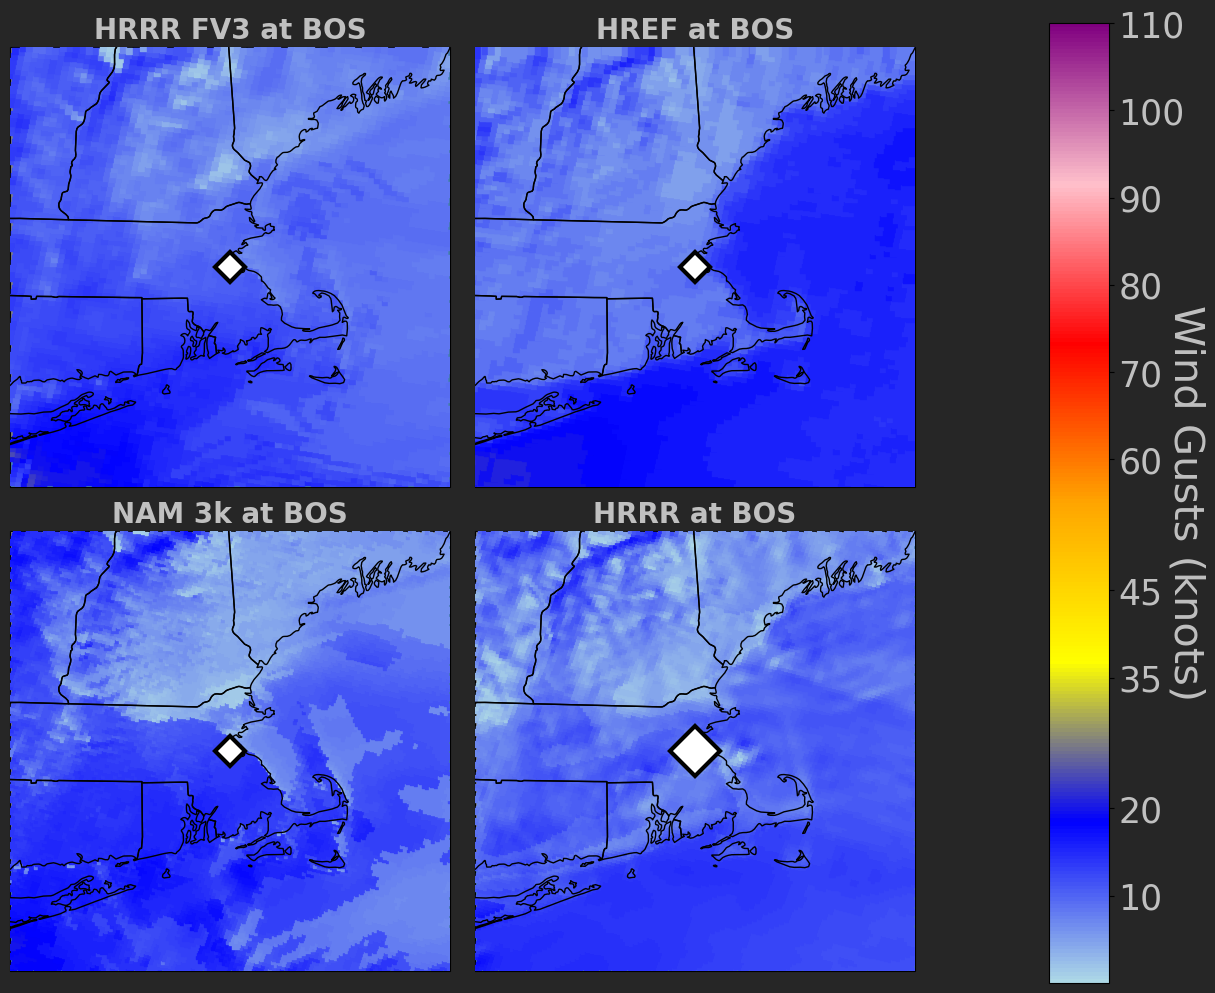 HRRR FV3 at BOS
HREF at BOS
NAM 3k at BOS
HRRR at BOS
110
100
90
80
70
60
45
35
20
10
Wind Gusts (knots)